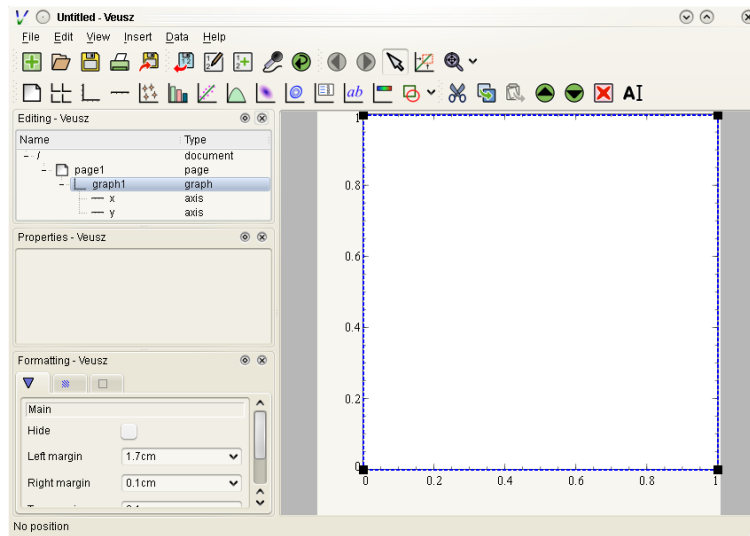 Untitled - Veusz
File Edit View Insert Data Help
ab
AI
Editing - Veusz
Name Type
/ document
page1 page
graph1 graph
x axis
y axis
Properties - Veusz
Formatting - Veusz
Main
Hide
Left margin 1.7cm
Right margin 0.1cm
1
0.8
0.6
0.4
0.2
0
0 0.2 0.4 0.6 0.8 1
No position